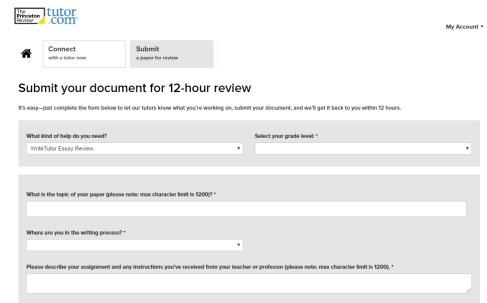 The
Princeton
Review
tutor
com
My Account
Connect
with a tutor now
Submit
a paper for review
Submit your document for 12-hour review
It's easy—just complete the form below to let our tutors know what you're working on, submit your document, and we'll get it back to you within 12 hours.
What kind of help do you need?
Select your grade level: *
WriteTutor Essay Review
What is the topic of your paper (please note: max character limit is 1200)? *
Where are you in the writing process? *
Please describe your assignment and any instructions you've received from your teacher or professor (please note: max character limit is 1200). *